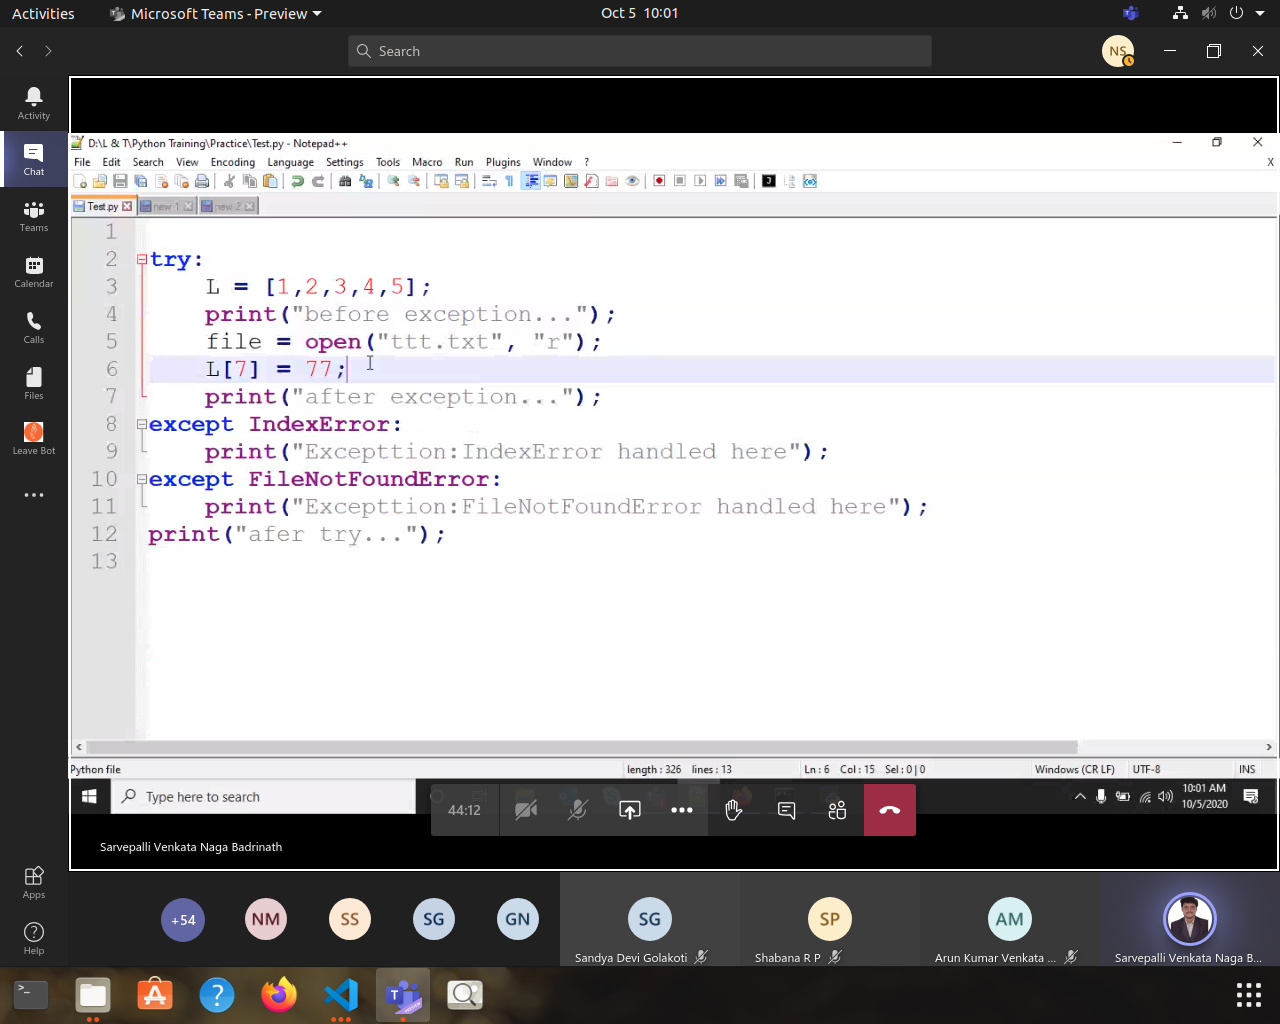 Activities
Microsoft Teams - Preview
Oct 5 10:01
Search
NS
Activity
Chat
Teams
Calendar
Calls
Files
Leave Bot
Apps
Help
D:\L & T\Python Training\Practice\Test.py - Notepad++
File Edit Search View Encoding Language Settings Tools Macro Run Plugins Window ? X
Test.py new 1 new 2
1
2 try:
3 L = [1,2,3,4,5];
4 print("before exception...");
5 file = open("ttt.txt", "r");
6 L[7] = 77;
7 print("after exception...");
8 except IndexError:
9 print("Excepttion:IndexError handled here");
10 except FileNotFoundError:
11 print("Excepttion:FileNotFoundError handled here");
12 print("afer try...");
13
Python file length : 326 lines : 13 Ln : 6 Col : 15 Sel : 0 | 0 Windows (CR LF) UTF-8 INS
Type here to search
10:01 AM
10/5/2020
44:12
Sarvepalli Venkata Naga Badrinath
+54 NM SS SG GN SG SP AM
Sandya Devi Golakoti Shabana R P Arun Kumar Venkata ... Sarvepalli Venkata Naga B...